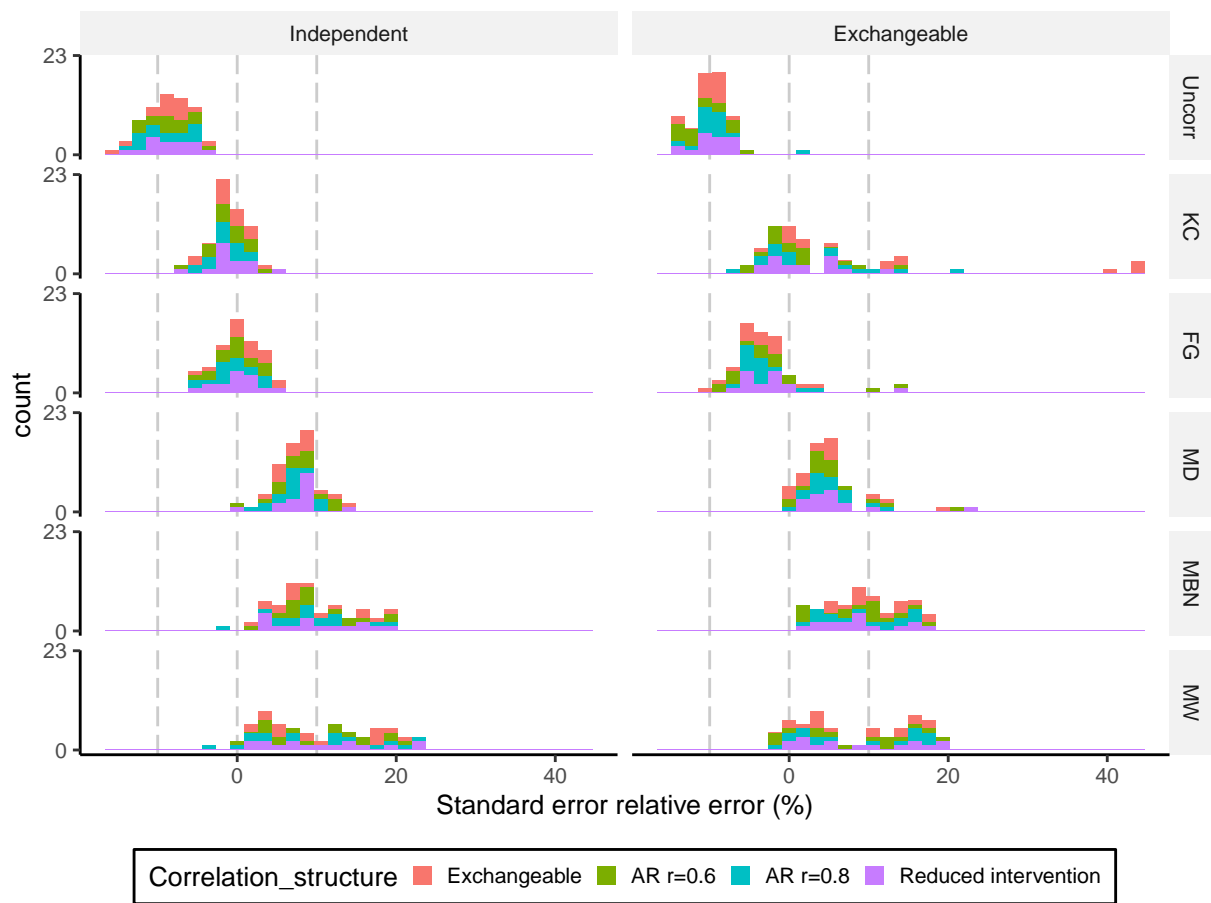 Independent Exchangeable
23
0
Uncorr
23
0
KC
23
0
FG
23
0
MD
23
0
MBN
23
0
MW
count
0 20 40 0 20 40
Standard error relative error (%)
Correlation_structure Exchangeable AR r=0.6 AR r=0.8 Reduced intervention